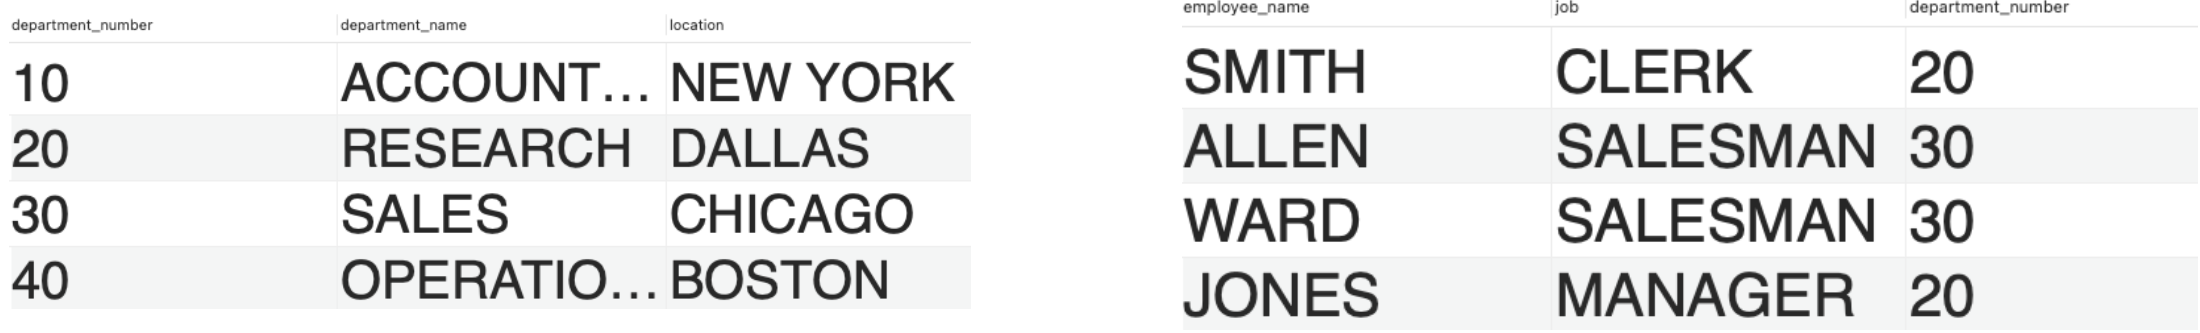 department_number department_name location
10 ACCOUNT... NEW YORK
20 RESEARCH DALLAS
30 SALES CHICAGO
40 OPERATIO... BOSTON
employee_name job department_number
SMITH CLERK 20
ALLEN SALESMAN 30
WARD SALESMAN 30
JONES MANAGER 20